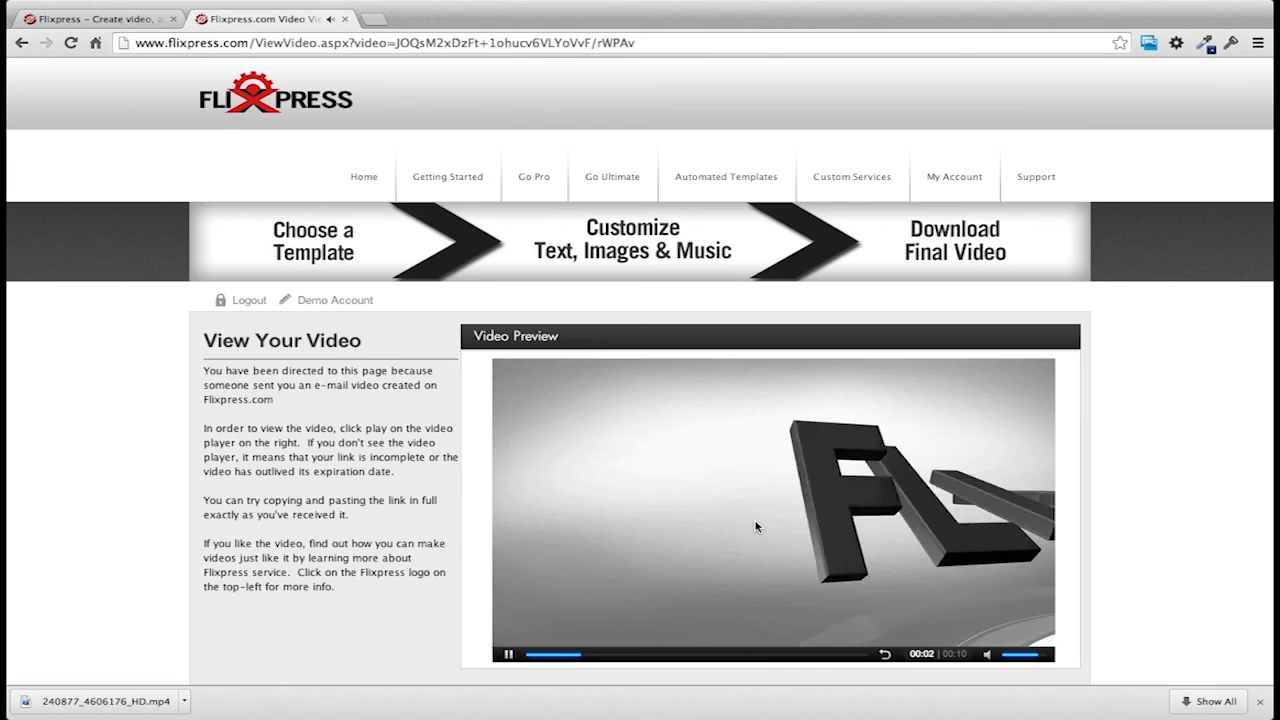 Flixpress - Create video, a
Flixpress.com Video Vi
www.flixpress.com/ViewVideo.aspx?video=JOQsM2xDzFt+1ohucv6VLYoVvF/rWPAv
FLIXPRESS
Home
Getting Started
Go Pro
Go Ultimate
Automated Templates
Custom Services
My Account
Support
Choose a
Template
Customize
Text, Images & Music
Download
Final Video
Logout
Demo Account
View Your Video
You have been directed to this page because
someone sent you an e-mail video created on
Flixpress.com
In order to view the video, click play on the video
player on the right. If you don't see the video
player, it means that your link is incomplete or the
video has outlived its expiration date.
You can try copying and pasting the link in full
exactly as you've received it.
If you like the video, find out how you can make
videos just like it by learning more about
Flixpress service. Click on the Flixpress logo on
the top-left for more info.
Video Preview
FL
00:02 | 00:10
240877_4606176_HD.mp4
Show All